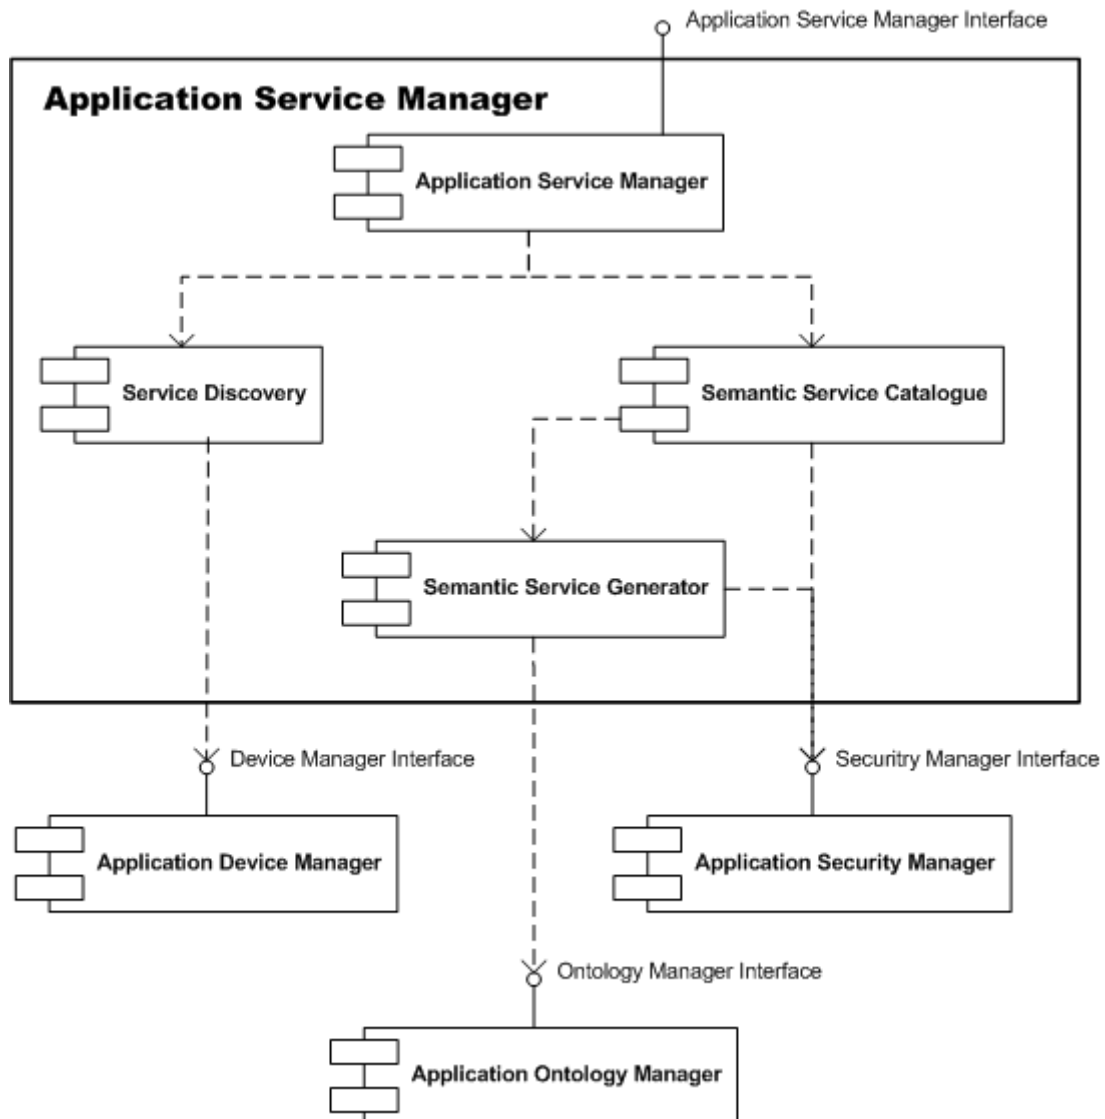 Application Service Manager Interface
Application Service Manager
Application Service Manager
Service Discovery
Semantic Service Catalogue
Semantic Service Generator
Device Manager Interface
Securitry Manager Interface
Application Device Manager
Application Security Manager
Ontology Manager Interface
Application Ontology Manager